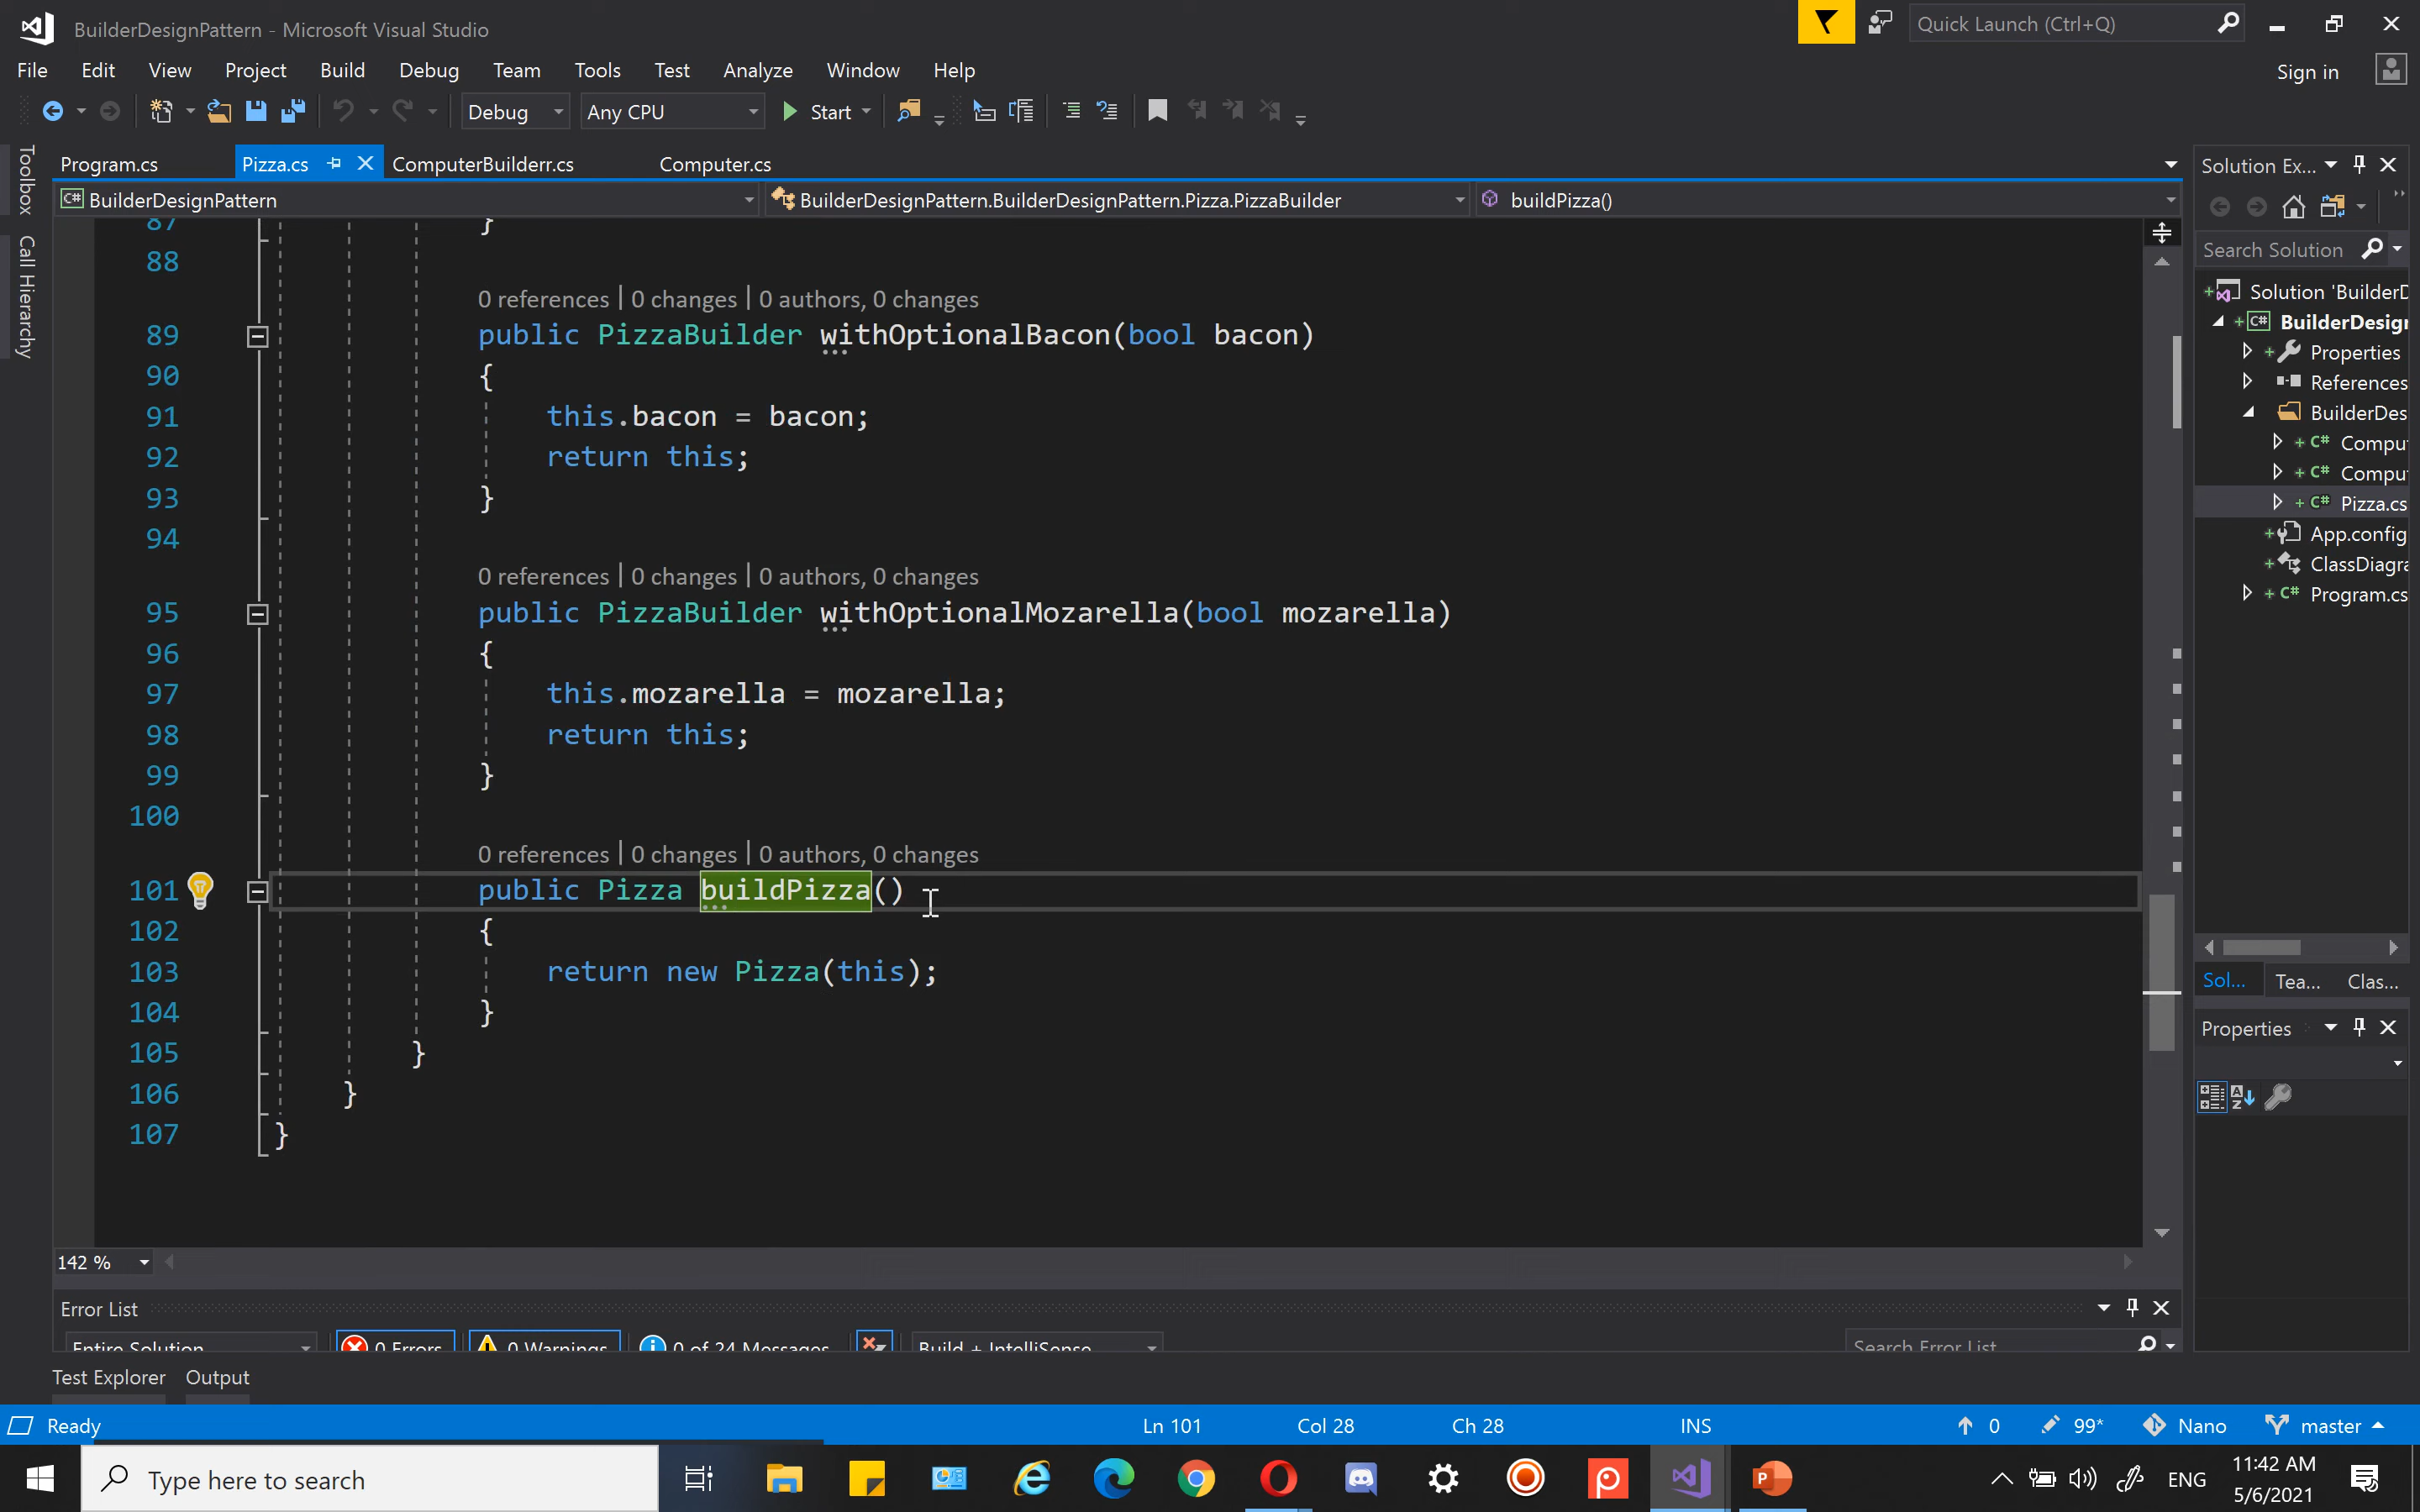 BuilderDesignPattern - Microsoft Visual Studio
Quick Launch (Ctrl+Q)
File Edit View Project Build Debug Team Tools Test Analyze Window Help
Sign in
Debug Any CPU Start
Toolbox
Call Hierarchy
Program.cs Pizza.cs ComputerBuilderr.cs Computer.cs
C# BuilderDesignPattern BuilderDesignPattern.BuilderDesignPattern.Pizza.PizzaBuilder buildPizza()
87 }
88
0 references | 0 changes | 0 authors, 0 changes
89 public PizzaBuilder withOptionalBacon(bool bacon)
90 {
91 this.bacon = bacon;
92 return this;
93 }
94
0 references | 0 changes | 0 authors, 0 changes
95 public PizzaBuilder withOptionalMozarella(bool mozarella)
96 {
97 this.mozarella = mozarella;
98 return this;
99 }
100
0 references | 0 changes | 0 authors, 0 changes
101 public Pizza buildPizza()
102 {
103 return new Pizza(this);
104 }
105 }
106 }
107 }
142 %
Error List
Entire Solution 0 Errors 0 Warnings 0 of 24 Messages Build + IntelliSense Search Error List
Test Explorer Output
Solution Ex...
Search Solution
Solution 'BuilderD
C# BuilderDesign
Properties
References
BuilderDes
C# Compu
C# Compu
C# Pizza.cs
App.config
ClassDiagra
C# Program.cs
Sol... Tea... Clas...
Properties
Ready Ln 101 Col 28 Ch 28 INS 0 99* Nano master
Type here to search
ENG
11:42 AM
5/6/2021